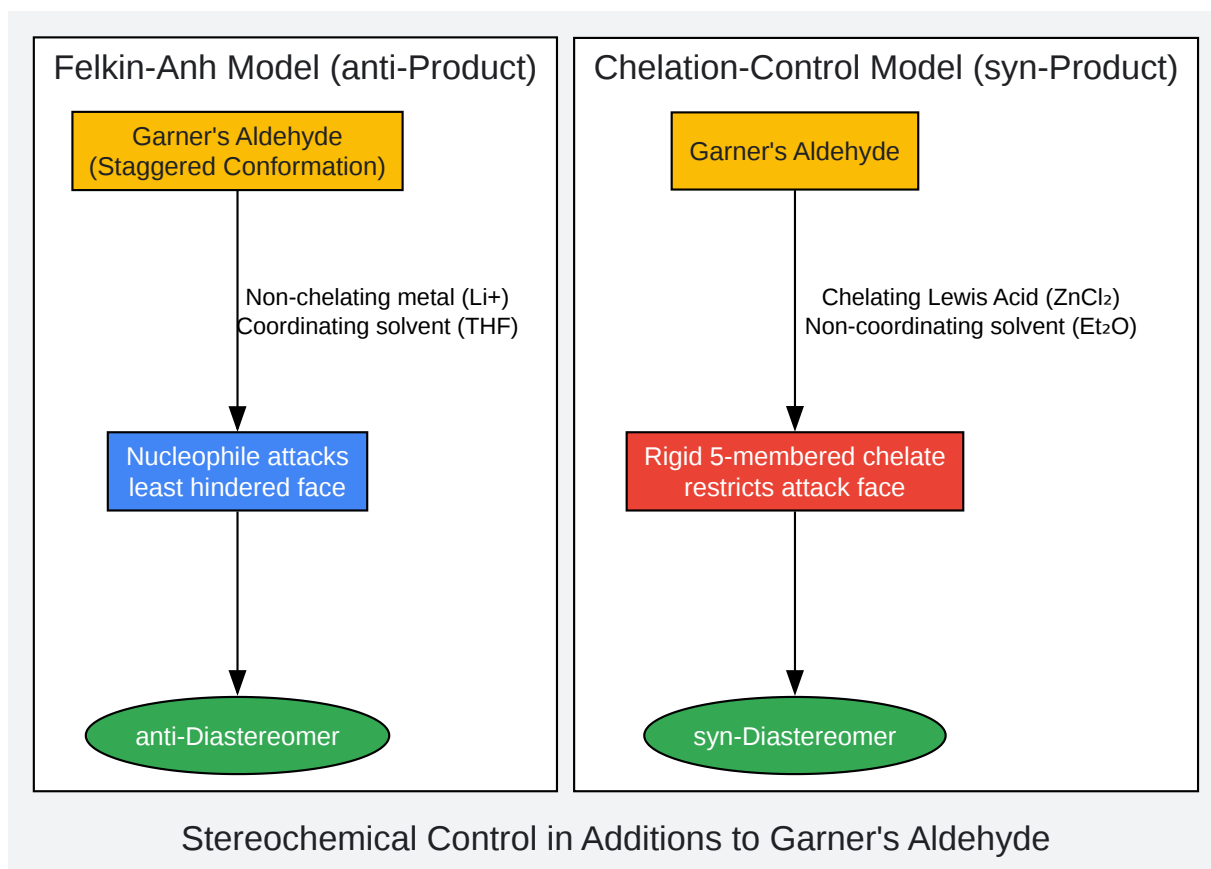 Felkin-Anh Model (anti-Product)
Garner's Aldehyde
(Staggered Conformation)
Non-chelating metal (Li+)
Coordinating solvent (THF)
Nucleophile attacks
least hindered face
anti-Diastereomer
Chelation-Control Model (syn-Product)
Garner's Aldehyde
Chelating Lewis Acid (ZnCl₂)
Non-coordinating solvent (Et₂O)
Rigid 5-membered chelate
restricts attack face
syn-Diastereomer
Stereochemical Control in Additions to Garner's Aldehyde